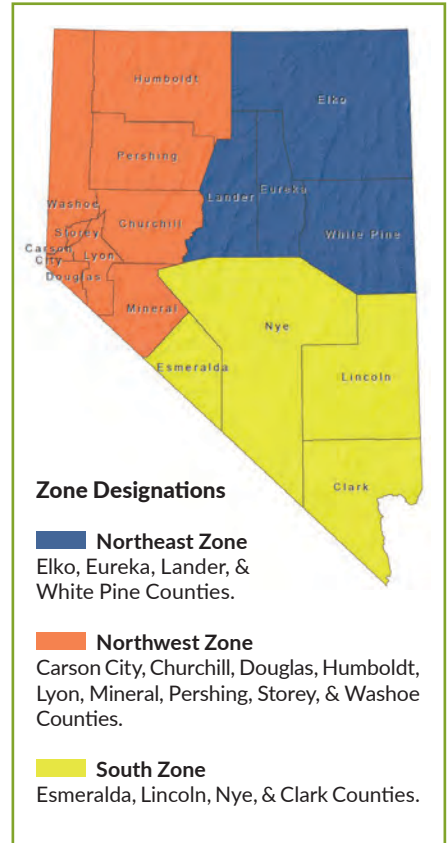 Humboldt
Elko
Pershing
Lander
Eureka
Washoe
Churchill
Storey
White Pine
Carson
City
Lyon
Douglas
Mineral
Nye
Esmeralda
Lincoln
Clark
Zone Designations
Northeast Zone
Elko, Eureka, Lander, &
White Pine Counties.
Northwest Zone
Carson City, Churchill, Douglas, Humboldt,
Lyon, Mineral, Pershing, Storey, & Washoe
Counties.
South Zone
Esmeralda, Lincoln, Nye, & Clark Counties.